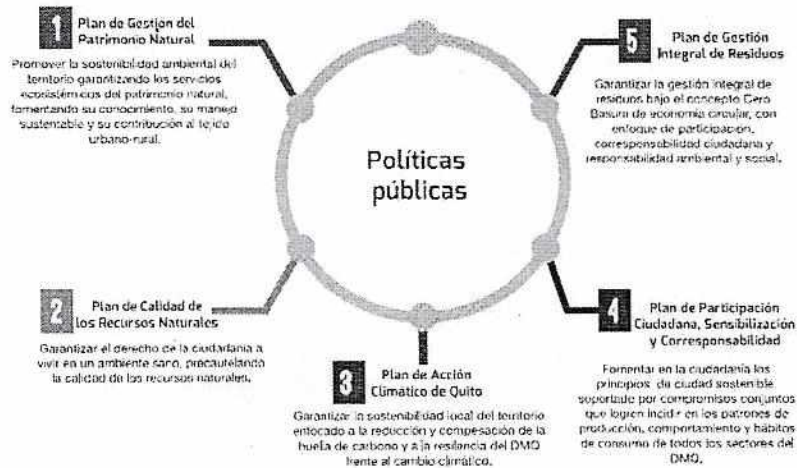 Políticas
públicas
1
Plan de Gestión del
Patrimonio Natural
Promover la sostenibilidad ambiental del
territorio garantizando los servicios
ecosistémicos del patrimonio natural,
fomentando su conocimiento, su manejo
sustentable y su contribución al tejido
urbano-rural.
2
Plan de Calidad de
los Recursos Naturales
Garantizar el derecho de la ciudadanía a
vivir en un ambiente sano, precautelando
la calidad de los recursos naturales.
3
Plan de Acción
Climático de Quito
Garantizar la sostenibilidad local del territorio
enfocado a la reducción y compesación de la
huella de carbono y a la resilencia del DMQ
frente al cambio climático.
4
Plan de Participación
Ciudadana, Sensibilización
y Corresponsabilidad
Fomentar en la ciudadanía los
principios de ciudad sostenible
soportado por compromisos conjuntos
que logren incidir en los patrones de
producción, comportamiento y hábitos
de consumo de todos los sectores del
DMQ.
5
Plan de Gestión
Integral de Residuos
Garantizar la gestión integral de
residuos bajo el concepto Cero
Basura de economía circular, con
enfoque de participación,
corresponsabilidad ciudadana y
responsabilidad ambiental y social.